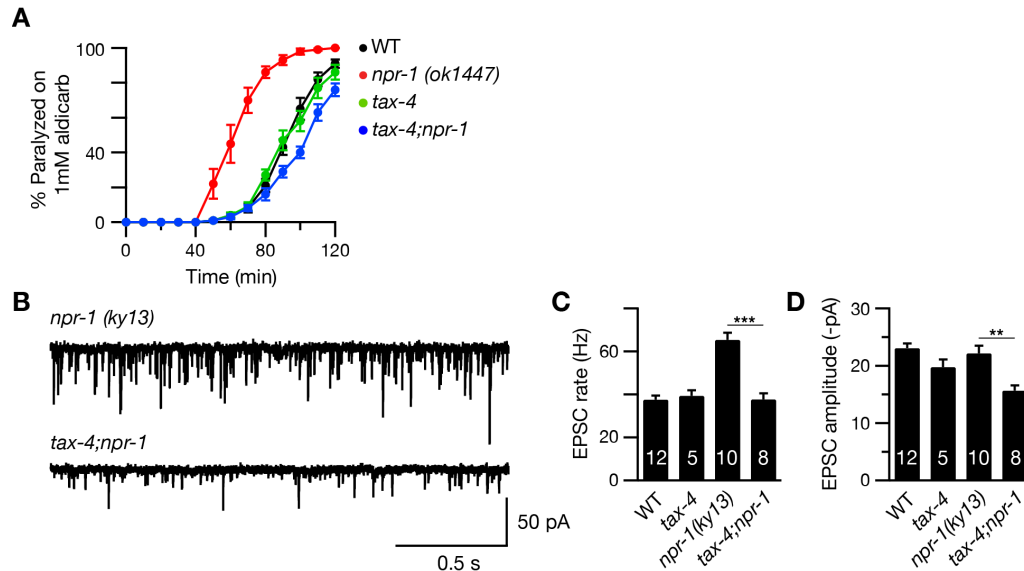 A
% Paralyzed on
1mM aldicarb
100
40
0
0
40
80
120
Time (min)
WT
npr-1 (ok1447)
tax-4
tax-4;npr-1
B
npr-1 (ky13)
tax-4;npr-1
50 pA
0.5 s
C
EPSC rate (Hz)
60
20
0
***
12
5
10
8
WT
tax-4
npr-1(ky13)
tax-4;npr-1
D
EPSC amplitude (-pA)
30
20
10
0
**
12
5
10
8
WT
tax-4
npr-1(ky13)
tax-4;npr-1